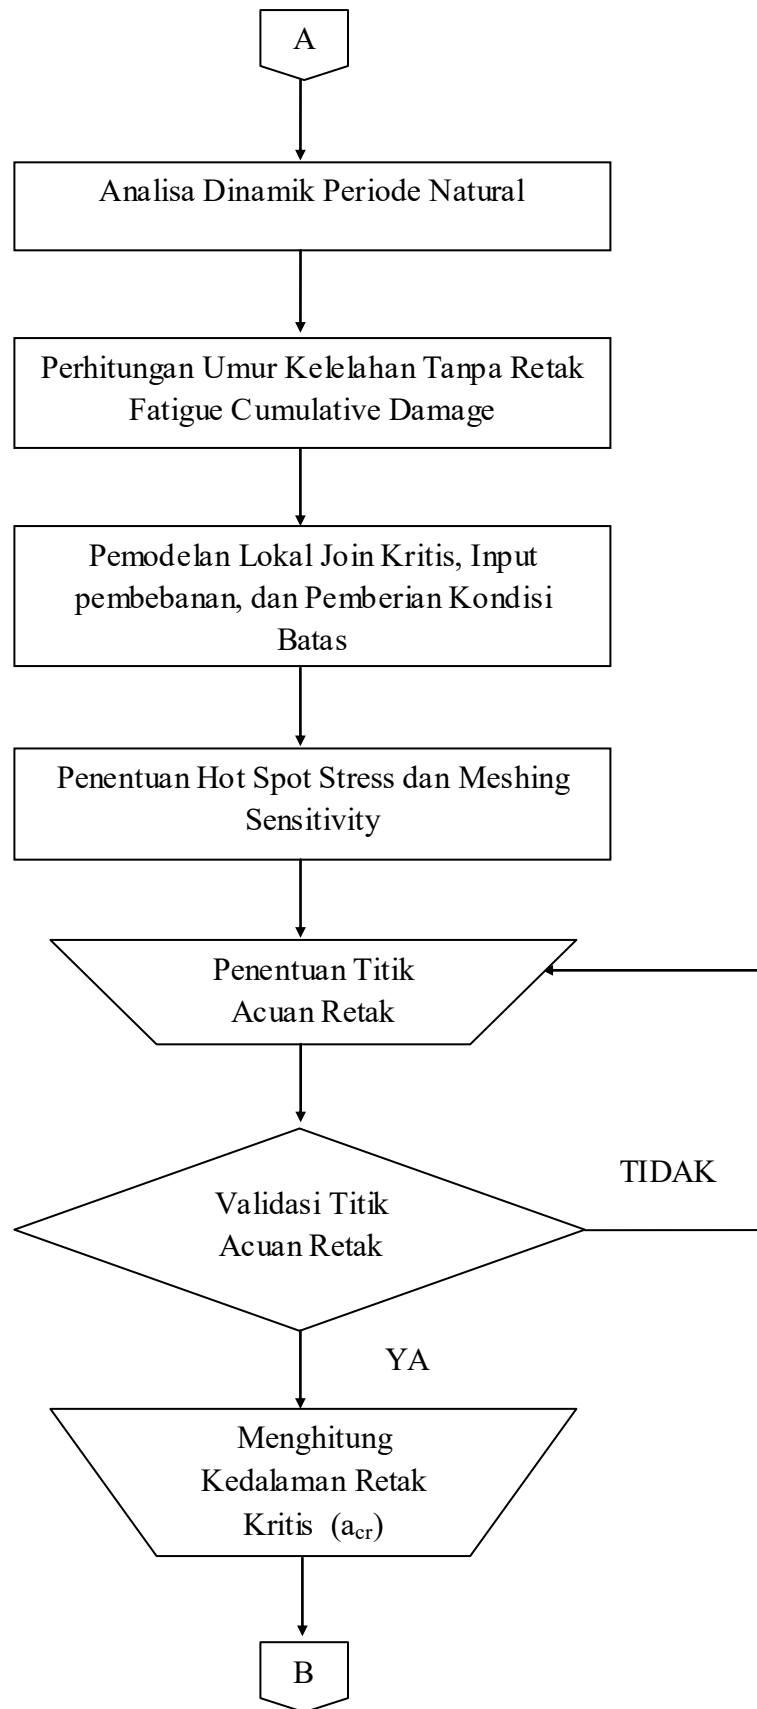 A
Analisa Dinamik Periode Natural
Perhitungan Umur Kelelahan Tanpa Retak
Fatigue Cumulative Damage
Pemodelan Lokal Join Kritis, Input
pembebanan, dan Pemberian Kondisi
Batas
Penentuan Hot Spot Stress dan Meshing
Sensitivity
Penentuan Titik
Acuan Retak
TIDAK
Validasi Titik
Acuan Retak
YA
Menghitung
Kedalaman Retak
Kritis (a_cr)
B